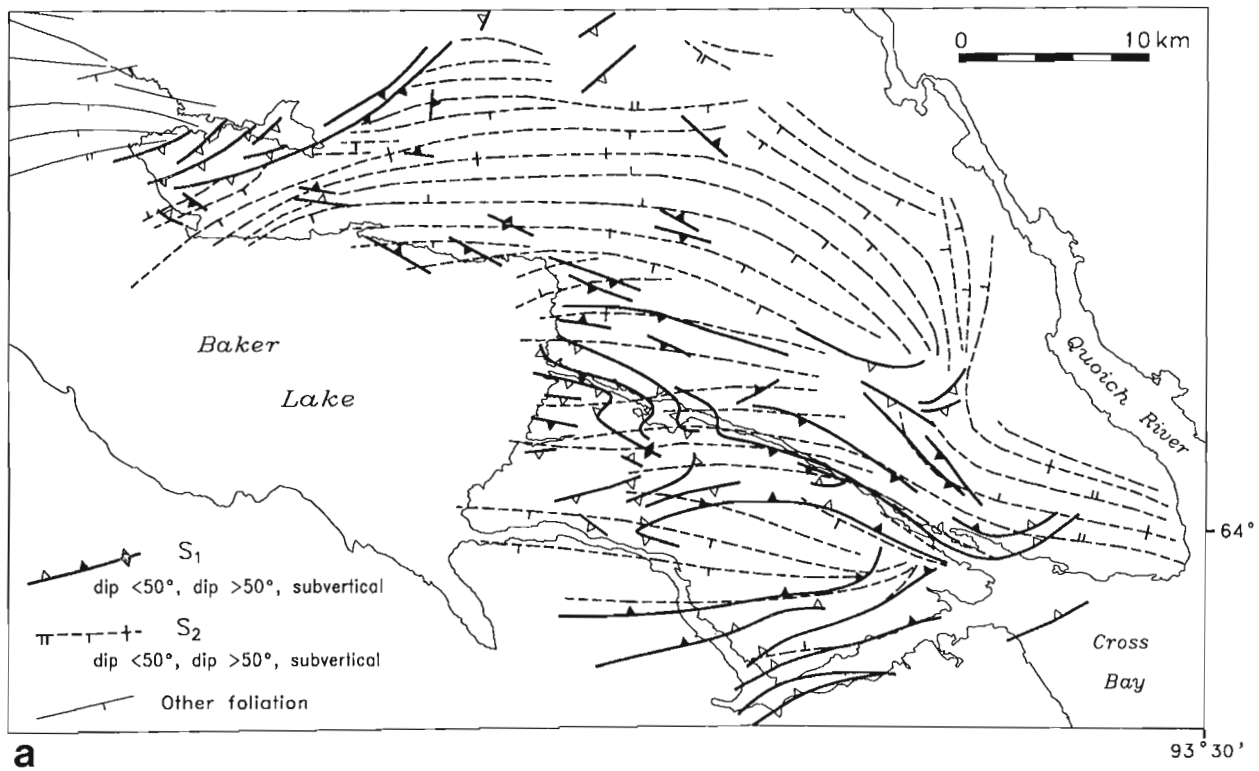 0 10 km
Baker
Lake
Quoich River
64°
S1
dip <50°, dip >50°, subvertical
S2
dip <50°, dip >50°, subvertical
Other foliation
Cross
Bay
a
93°30'